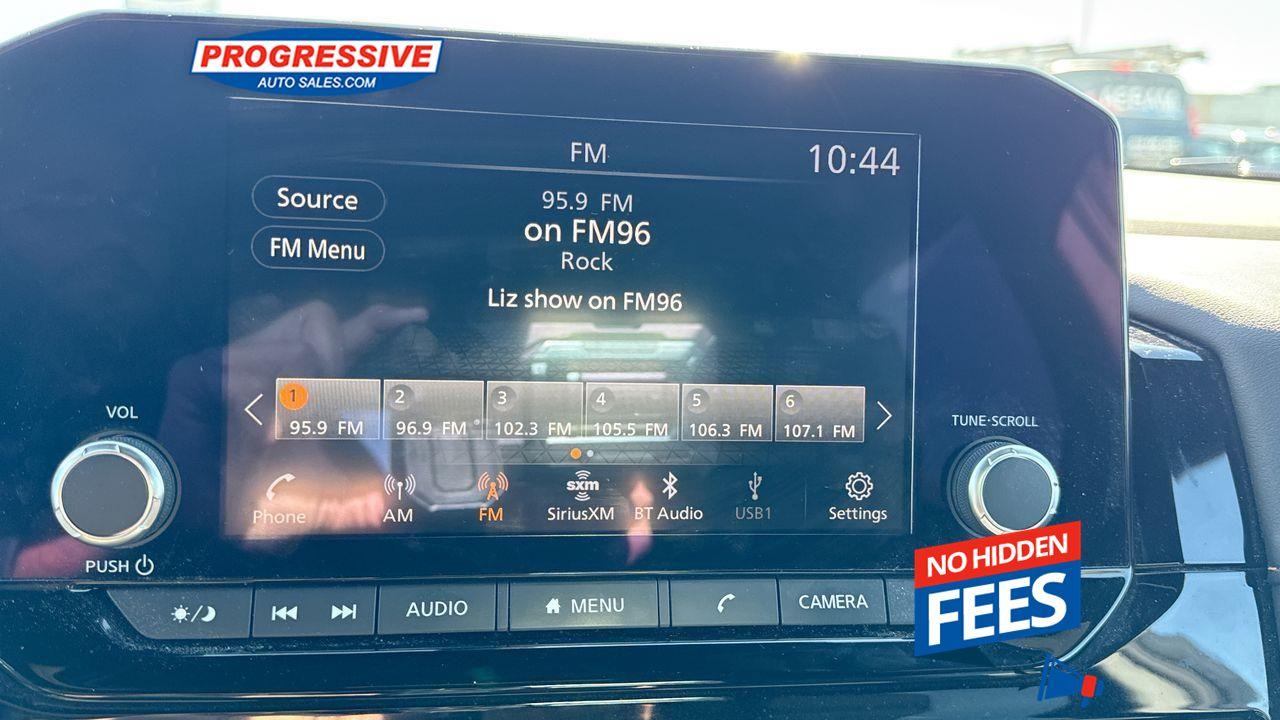 PROGRESSIVE
AUTO SALES.COM
FM
10:44
Source
FM Menu
95.9 FM
on FM96
Rock
Liz show on FM96
1 2 3 4 5 6
95.9 FM 96.9 FM 102.3 FM 105.5 FM 106.3 FM 107.1 FM
VOL
TUNE·SCROLL
sxm
Phone AM FM SiriusXM BT Audio USB1 Settings
PUSH
AUDIO MENU CAMERA
NO HIDDEN
FEES